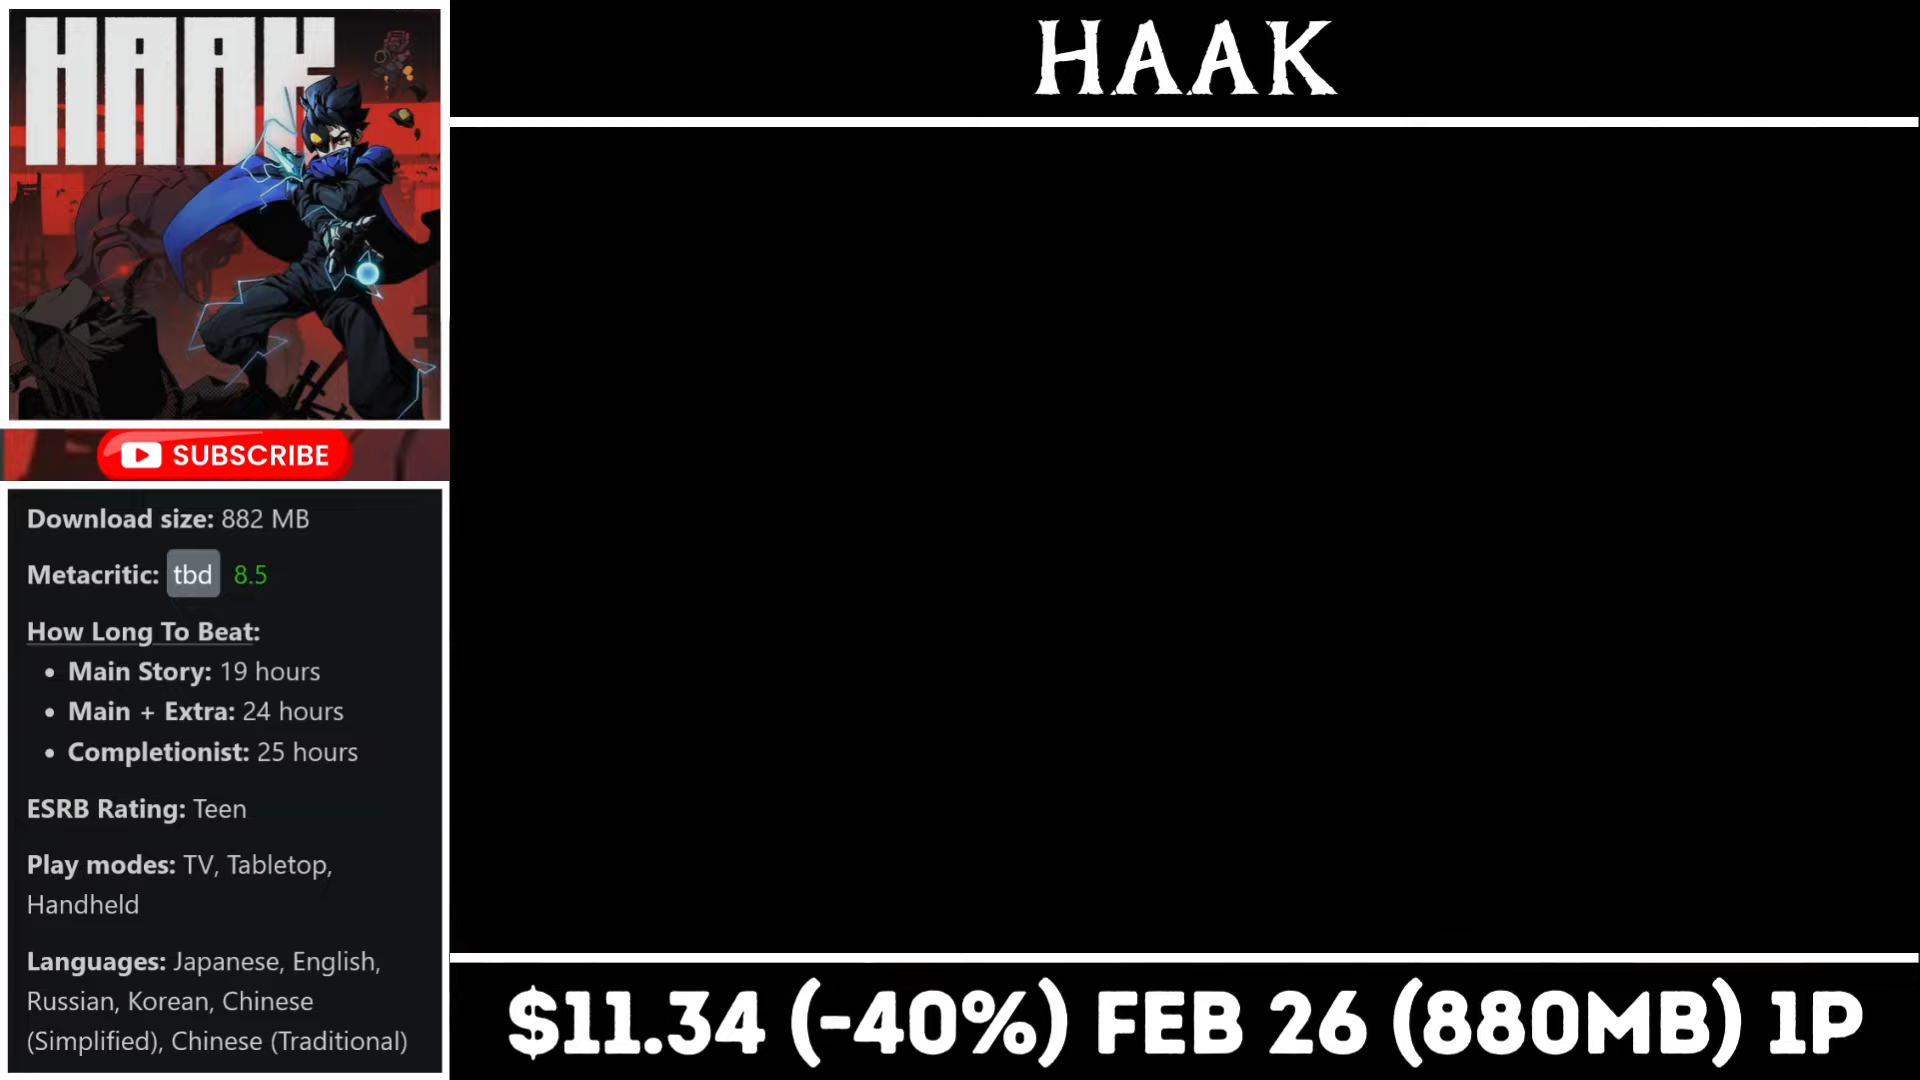 HAAK
HAAK
SUBSCRIBE
Download size: 882 MB
Metacritic: tbd 8.5
How Long To Beat:
• Main Story: 19 hours
• Main + Extra: 24 hours
• Completionist: 25 hours
ESRB Rating: Teen
Play modes: TV, Tabletop,
Handheld
Languages: Japanese, English,
Russian, Korean, Chinese
(Simplified), Chinese (Traditional)
$11.34 (-40%) FEB 26 (880MB) 1P